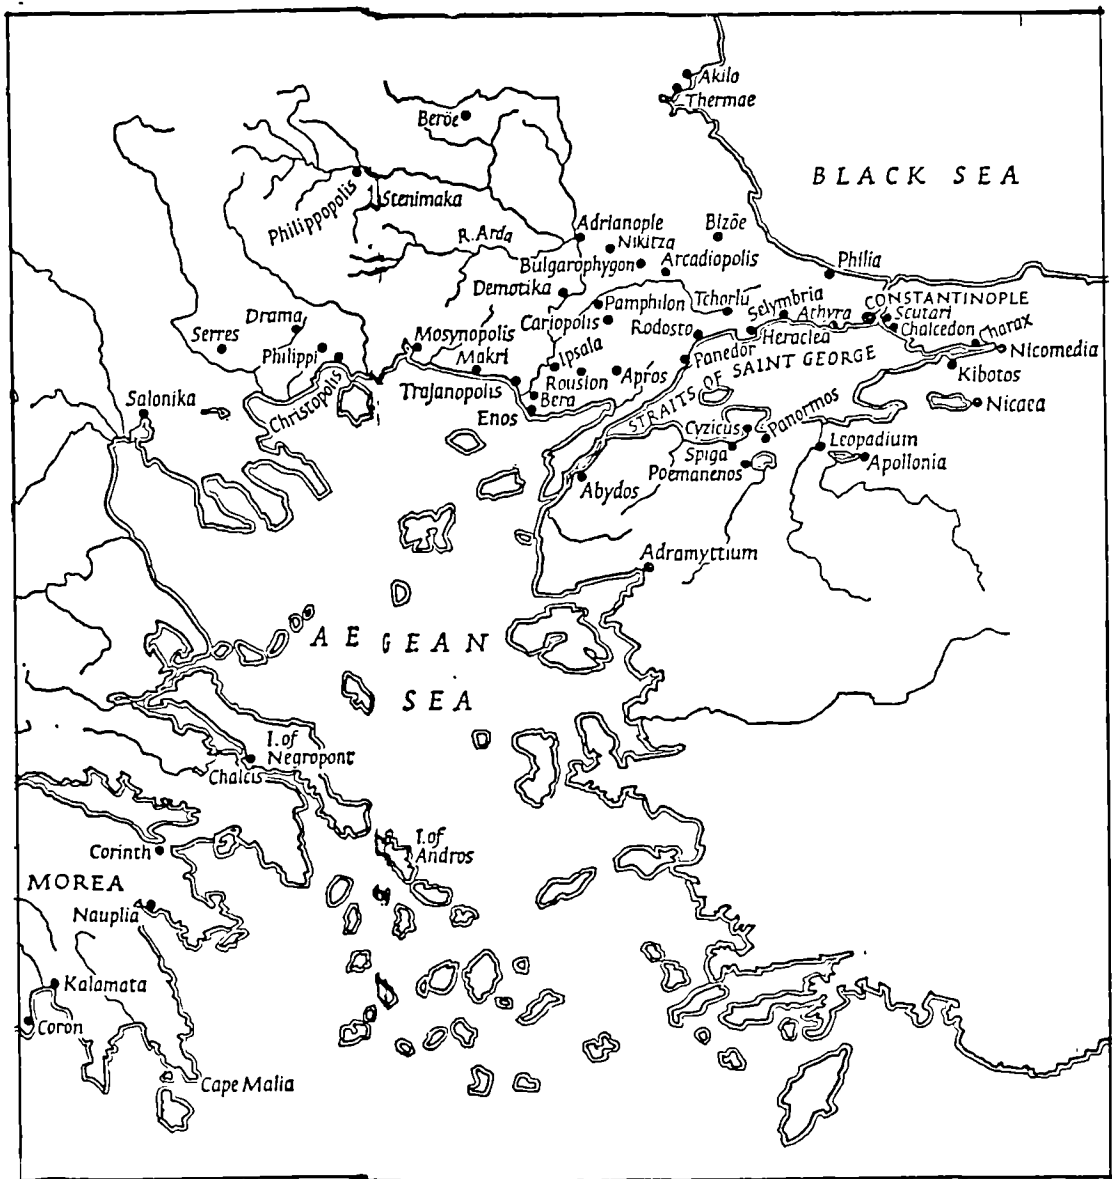 Akilo
Thermae
Beröe
BLACK SEA
Philippopolis
Stenimaka
R. Arda
Adrianople
Nikitza
Bizöe
Bulgarophygon
Arcadiopolis
Philia
Demotika
Pamphilon
Tchorlú
Selymbria
Athyra
CONSTANTINOPLE
Scutari
Chalcedon
Charax
Nicomedia
Drama
Serres
Philippi
Christopolis
Mosynopolis
Makri
Cariopolis
Rodosto
Heraclea
Panedor
Ipsala
Rousion
Apros
Trajanopolis
Bera
Enos
STRAITS OF SAINT GEORGE
Kibotos
Nicaea
Salonika
Cyzicus
Panormos
Spiga
Poemanenos
Leopadium
Apollonia
Abydos
Adramyttium
AEGEAN
SEA
I. of
Negropont
Chalcis
I. of
Andros
Corinth
MOREA
Nauplia
Kalamata
Coron
Cape Malia